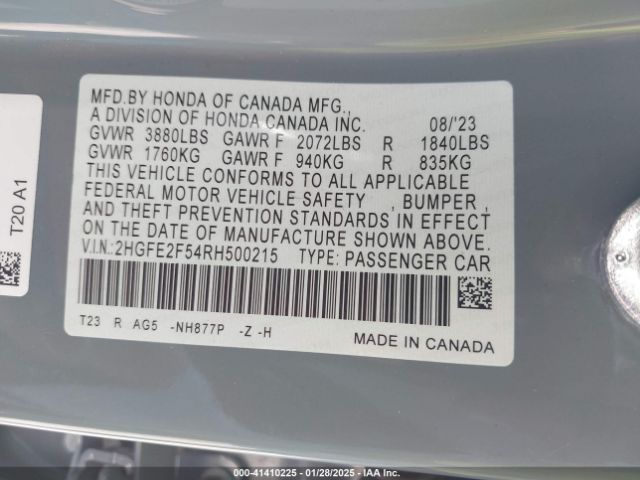 MFD.BY HONDA OF CANADA MFG.,
A DIVISION OF HONDA CANADA INC. 08/'23
GVWR 3880LBS GAWR F 2072LBS R 1840LBS
GVWR 1760KG GAWR F 940KG R 835KG
THIS VEHICLE CONFORMS TO ALL APPLICABLE
FEDERAL MOTOR VEHICLE SAFETY , BUMPER ,
AND THEFT PREVENTION STANDARDS IN EFFECT
ON DATE OF MANUFACTURE SHOWN ABOVE.
V.I.N.:2HGFE2F54RH500215 TYPE: PASSENGER CAR
T23 R AG5 -NH877P -Z -H
MADE IN CANADA
T20 A1
000-41410225 | 01/28/2025 - IAAI.COM